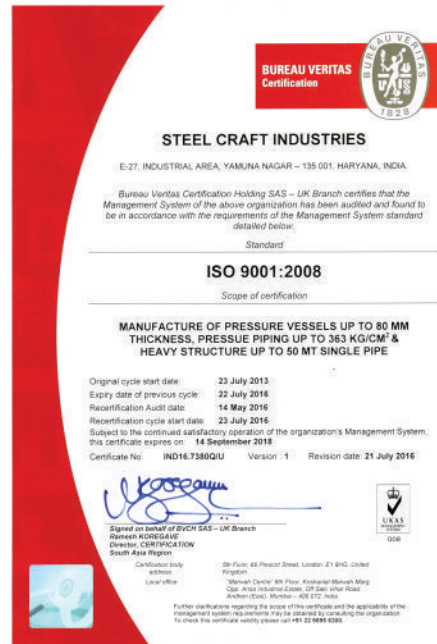 BUREAU VERITAS
Certification
BUREAU VERITAS
1828
STEEL CRAFT INDUSTRIES
E-27, INDUSTRIAL AREA, YAMUNA NAGAR – 135 001, HARYANA, INDIA.
Bureau Veritas Certification Holding SAS – UK Branch certifies that the
Management System of the above organization has been audited and found to
be in accordance with the requirements of the Management System standard
detailed below.
Standard
ISO 9001:2008
Scope of certification
MANUFACTURE OF PRESSURE VESSELS UP TO 80 MM
THICKNESS, PRESSUE PIPING UP TO 363 KG/CM² &
HEAVY STRUCTURE UP TO 50 MT SINGLE PIPE
Original cycle start date: 23 July 2013
Expiry date of previous cycle: 22 July 2016
Recertification Audit date: 14 May 2016
Recertification cycle start date: 23 July 2016
Subject to the continued satisfactory operation of the organization's Management System,
this certificate expires on: 14 September 2018
Certificate No. IND16.7380Q/U Version : 1 Revision date: 21 July 2016
Signed on behalf of BVCH SAS – UK Branch
Ramesh KOREGAVE
Director, CERTIFICATION
South Asia Region
UKAS
MANAGEMENT
SYSTEMS
008
Certification body
address:
5th Floor, 66 Prescot Street, London, E1 8HG, United
Kingdom.
Local office:
"Marwah Centre" 6th Floor, Krishanlal Marwah Marg,
Opp. Ansa Industrial Estate, Off Saki Vihar Road,
Andheri (East), Mumbai – 400 072, India.
Further clarifications regarding the scope of this certificate and the applicability of the
management system requirements may be obtained by consulting the organization.
To check this certificate validity please call +91 22 6695 6300.